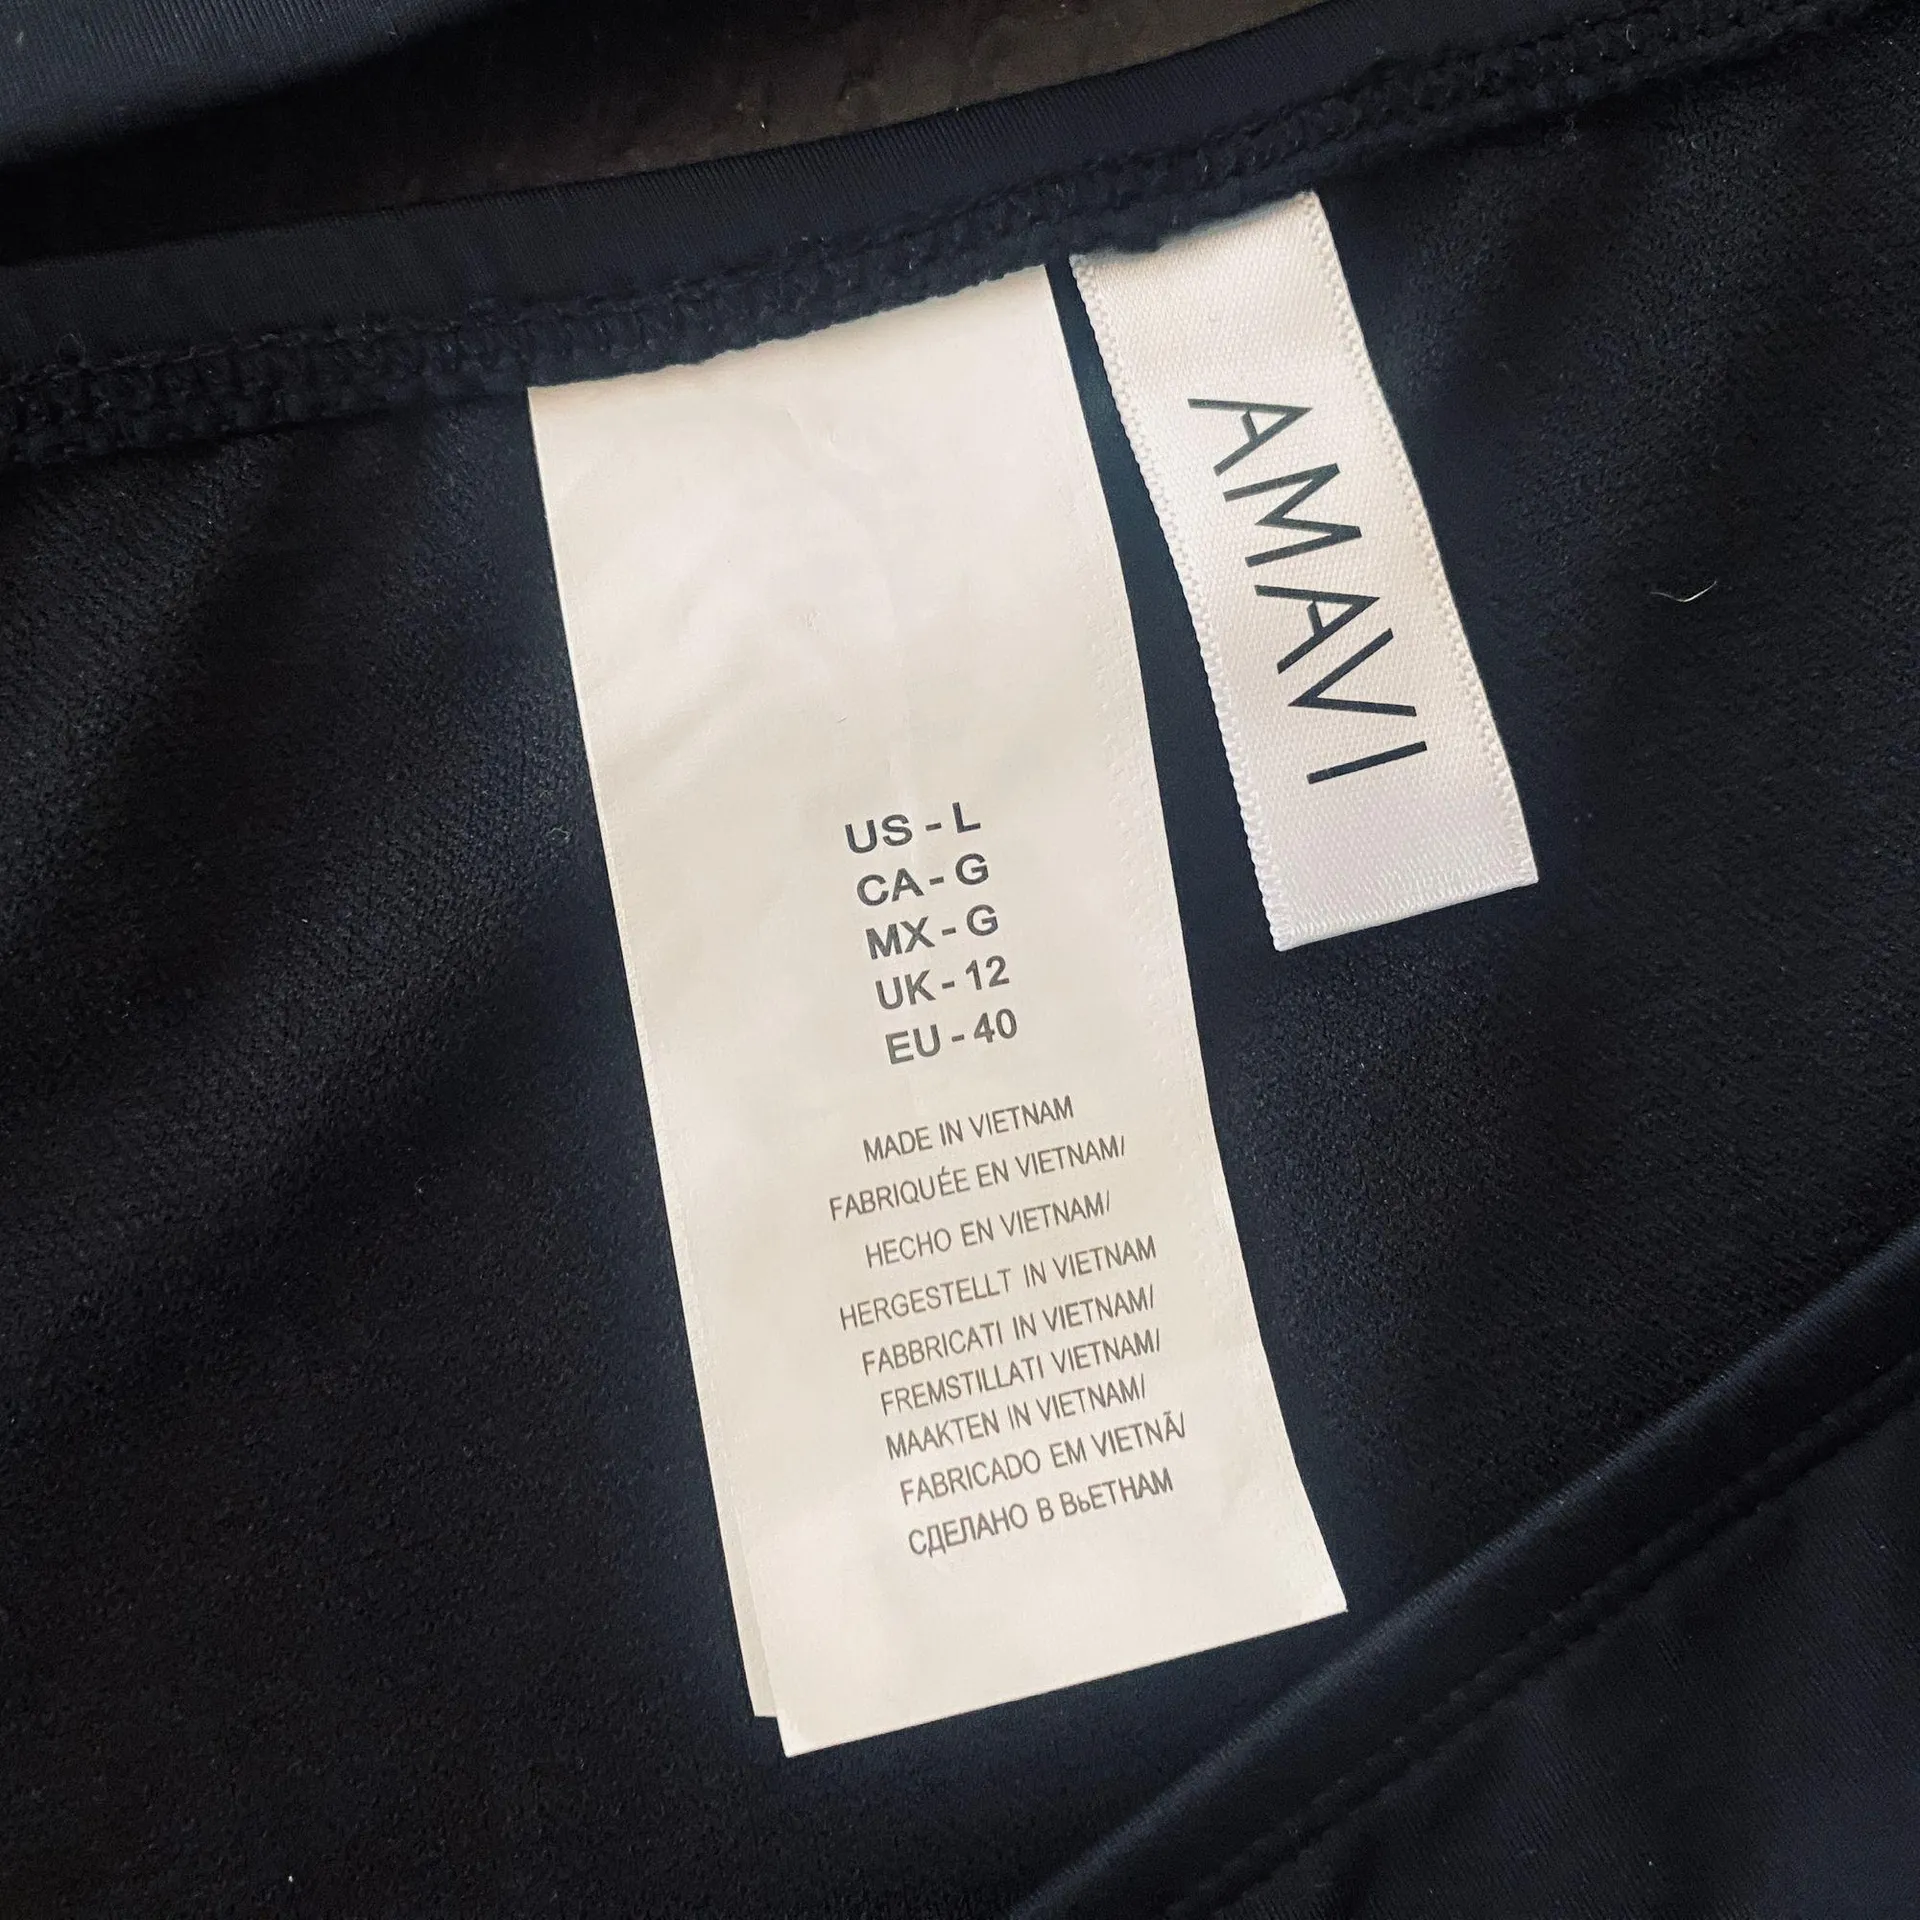 AMAVI
US - L
CA - G
MX - G
UK - 12
EU - 40
MADE IN VIETNAM
FABRIQUÉE EN VIETNAM/
HECHO EN VIETNAM/
HERGESTELLT IN VIETNAM
FABBRICATI IN VIETNAM/
FREMSTILLATI VIETNAM/
MAAKTEN IN VIETNAM/
FABRICADO EM VIETNÃ/
СДЕЛАНО В ВЬЕТНАМ